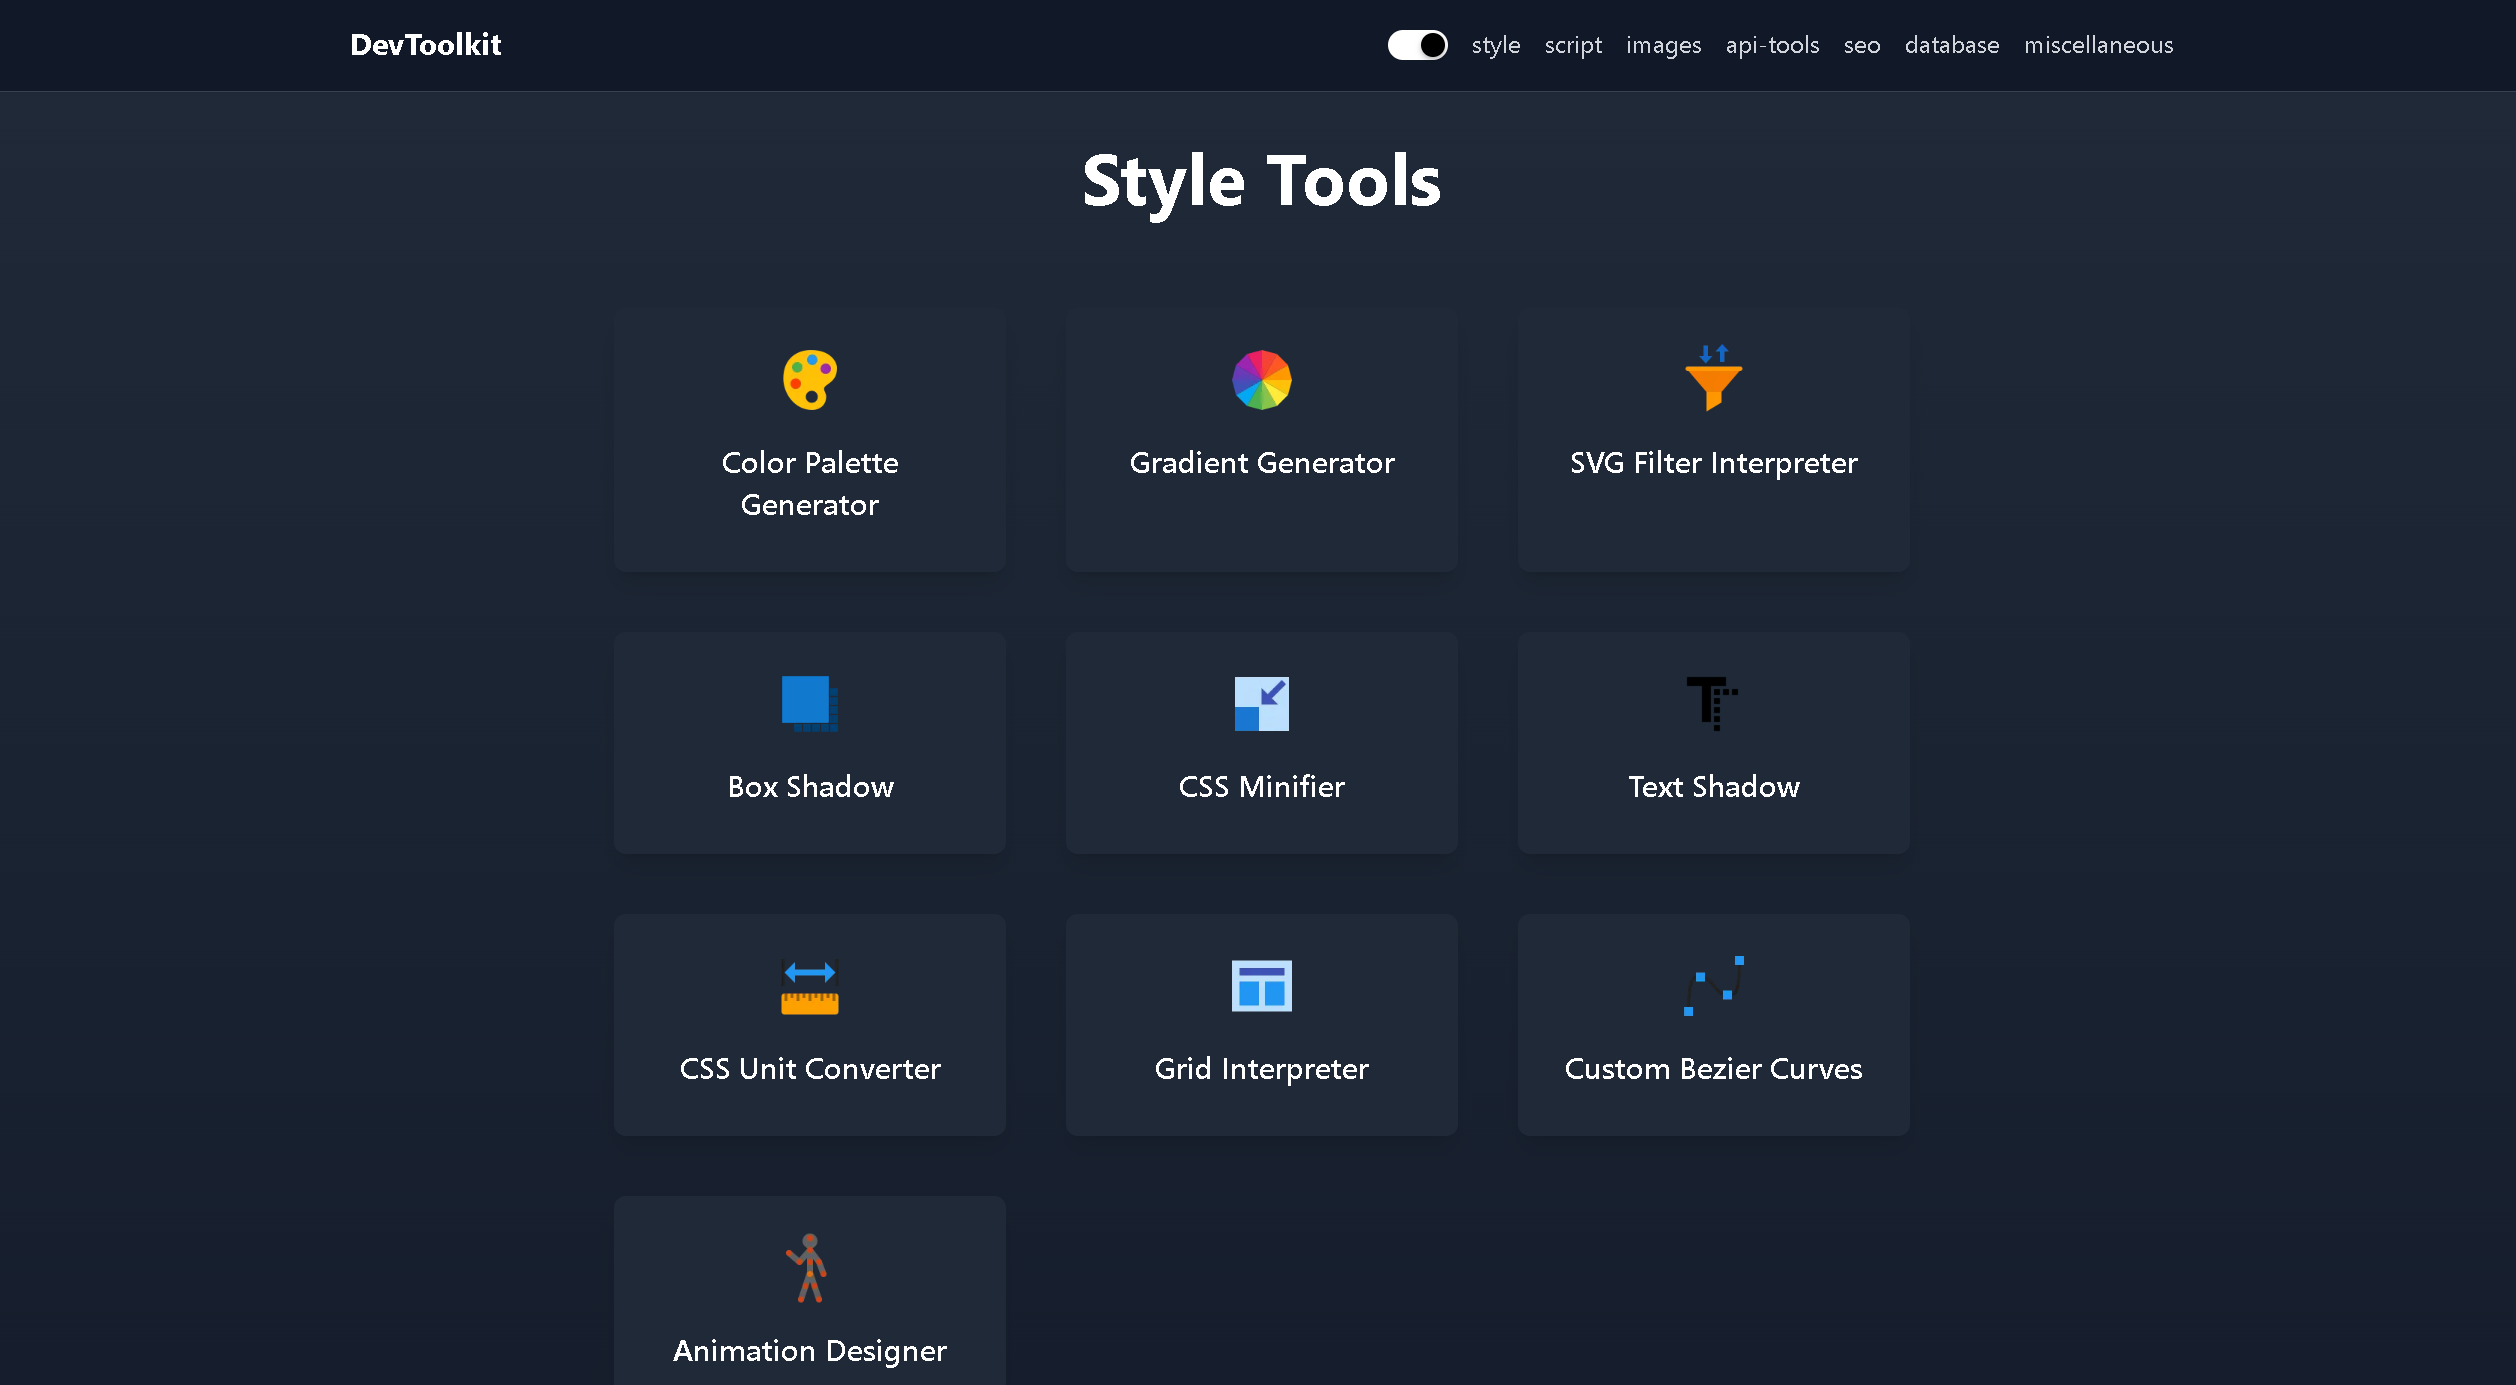 DevToolkit
style script images api-tools seo database miscellaneous
Style Tools
Color Palette
Generator
Gradient Generator
SVG Filter Interpreter
Box Shadow
CSS Minifier
Text Shadow
CSS Unit Converter
Grid Interpreter
Custom Bezier Curves
Animation Designer